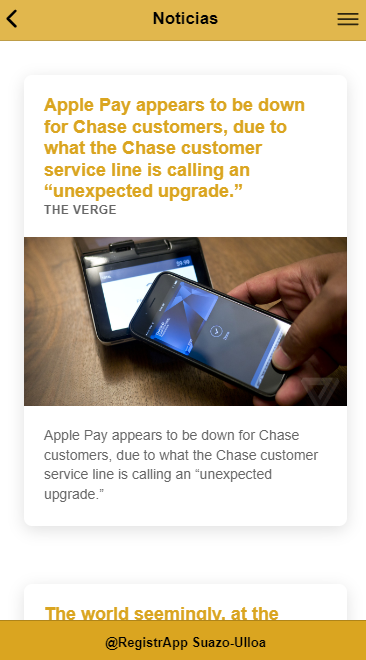 Noticias
Apple Pay appears to be down
for Chase customers, due to
what the Chase customer
service line is calling an
“unexpected upgrade.”
THE VERGE
Apple Pay appears to be down for Chase
customers, due to what the Chase customer
service line is calling an “unexpected
upgrade.”
The world seemingly, at the
@RegistrApp Suazo-Ulloa